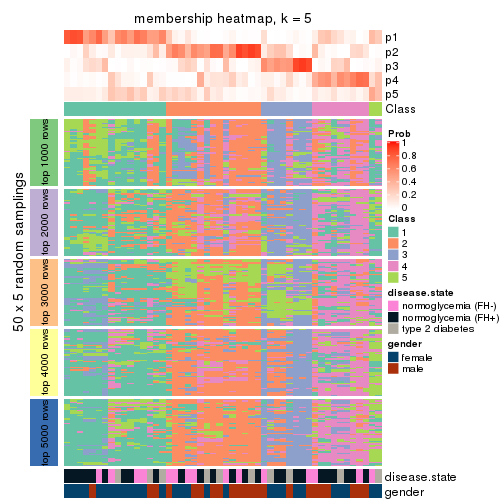 membership heatmap, k = 5
p1
p2
p3
p4
p5
Class
50 x 5 random samplings
top 1000 rows
top 2000 rows
top 3000 rows
top 4000 rows
top 5000 rows
disease.state
gender
Prob
1
0.8
0.6
0.4
0.2
0
Class
1
2
3
4
5
disease.state
normoglycemia (FH-)
normoglycemia (FH+)
type 2 diabetes
gender
female
male